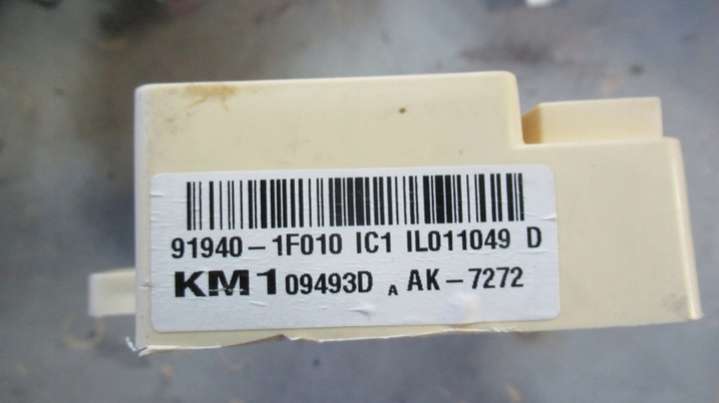 91940-1F010 IC1 IL011049 D
KM1 09493D A AK-7272